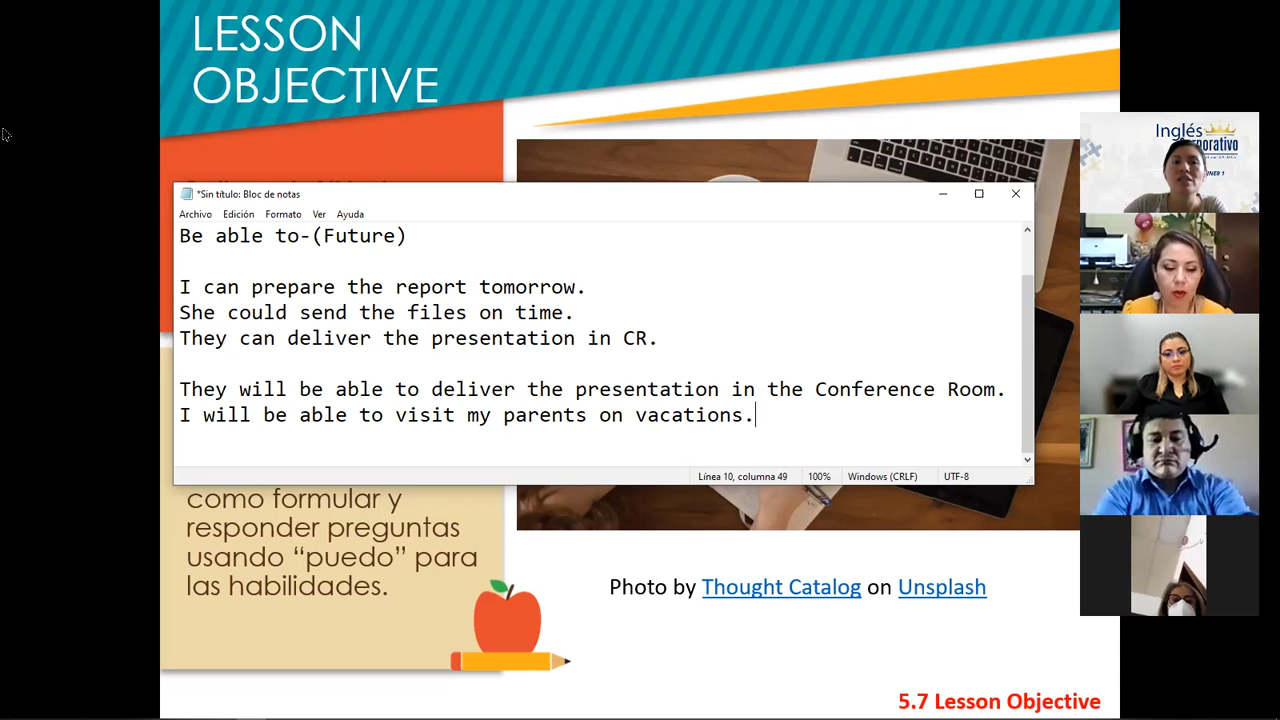 LESSON
OBJECTIVE
*Sin título: Bloc de notas
Archivo Edición Formato Ver Ayuda
Be able to-(Future)
I can prepare the report tomorrow.
She could send the files on time.
They can deliver the presentation in CR.
They will be able to deliver the presentation in the Conference Room.
I will be able to visit my parents on vacations.
Línea 10, columna 49 100% Windows (CRLF) UTF-8
como formular y
responder preguntas
usando “puedo” para
las habilidades.
Photo by Thought Catalog on Unsplash
5.7 Lesson Objective
Inglés